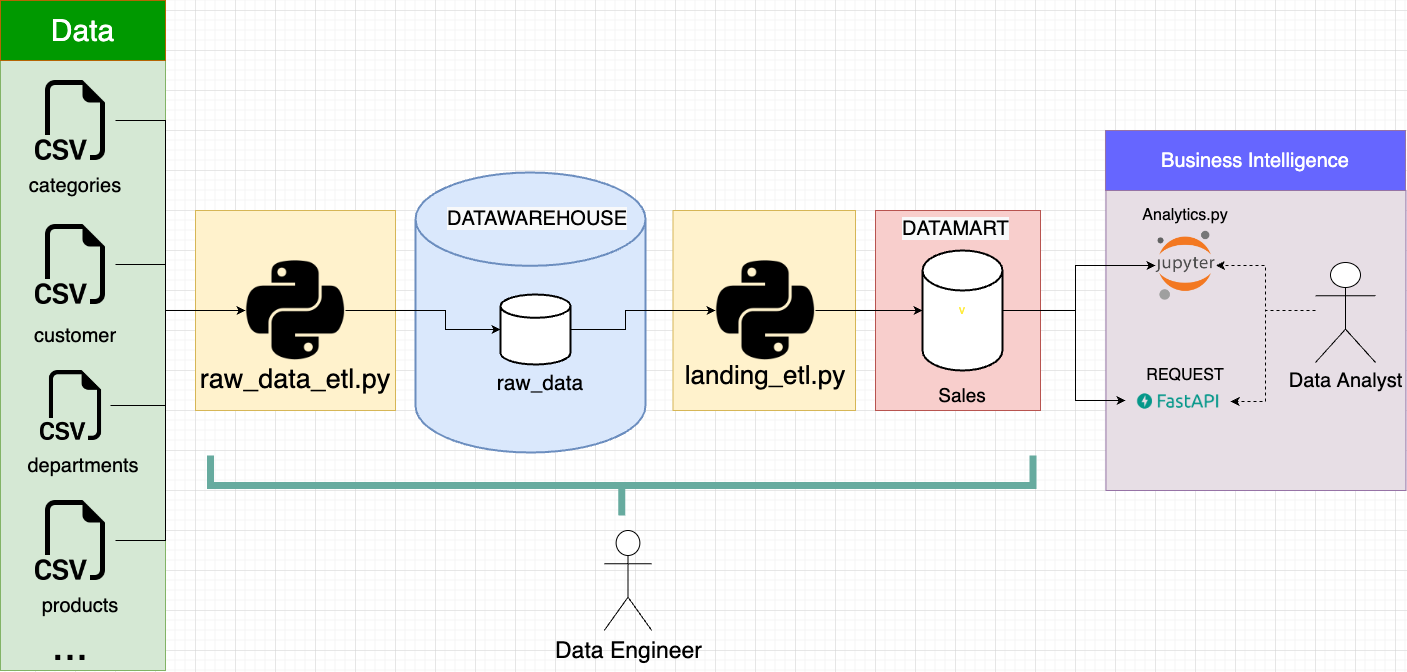 Data
CSV
categories
CSV
customer
CSV
departments
CSV
products
...
raw_data_etl.py
DATAWAREHOUSE
raw_data
landing_etl.py
DATAMART
v
Sales
Business Intelligence
Analytics.py
jupyter
REQUEST
FastAPI
Data Analyst
Data Engineer